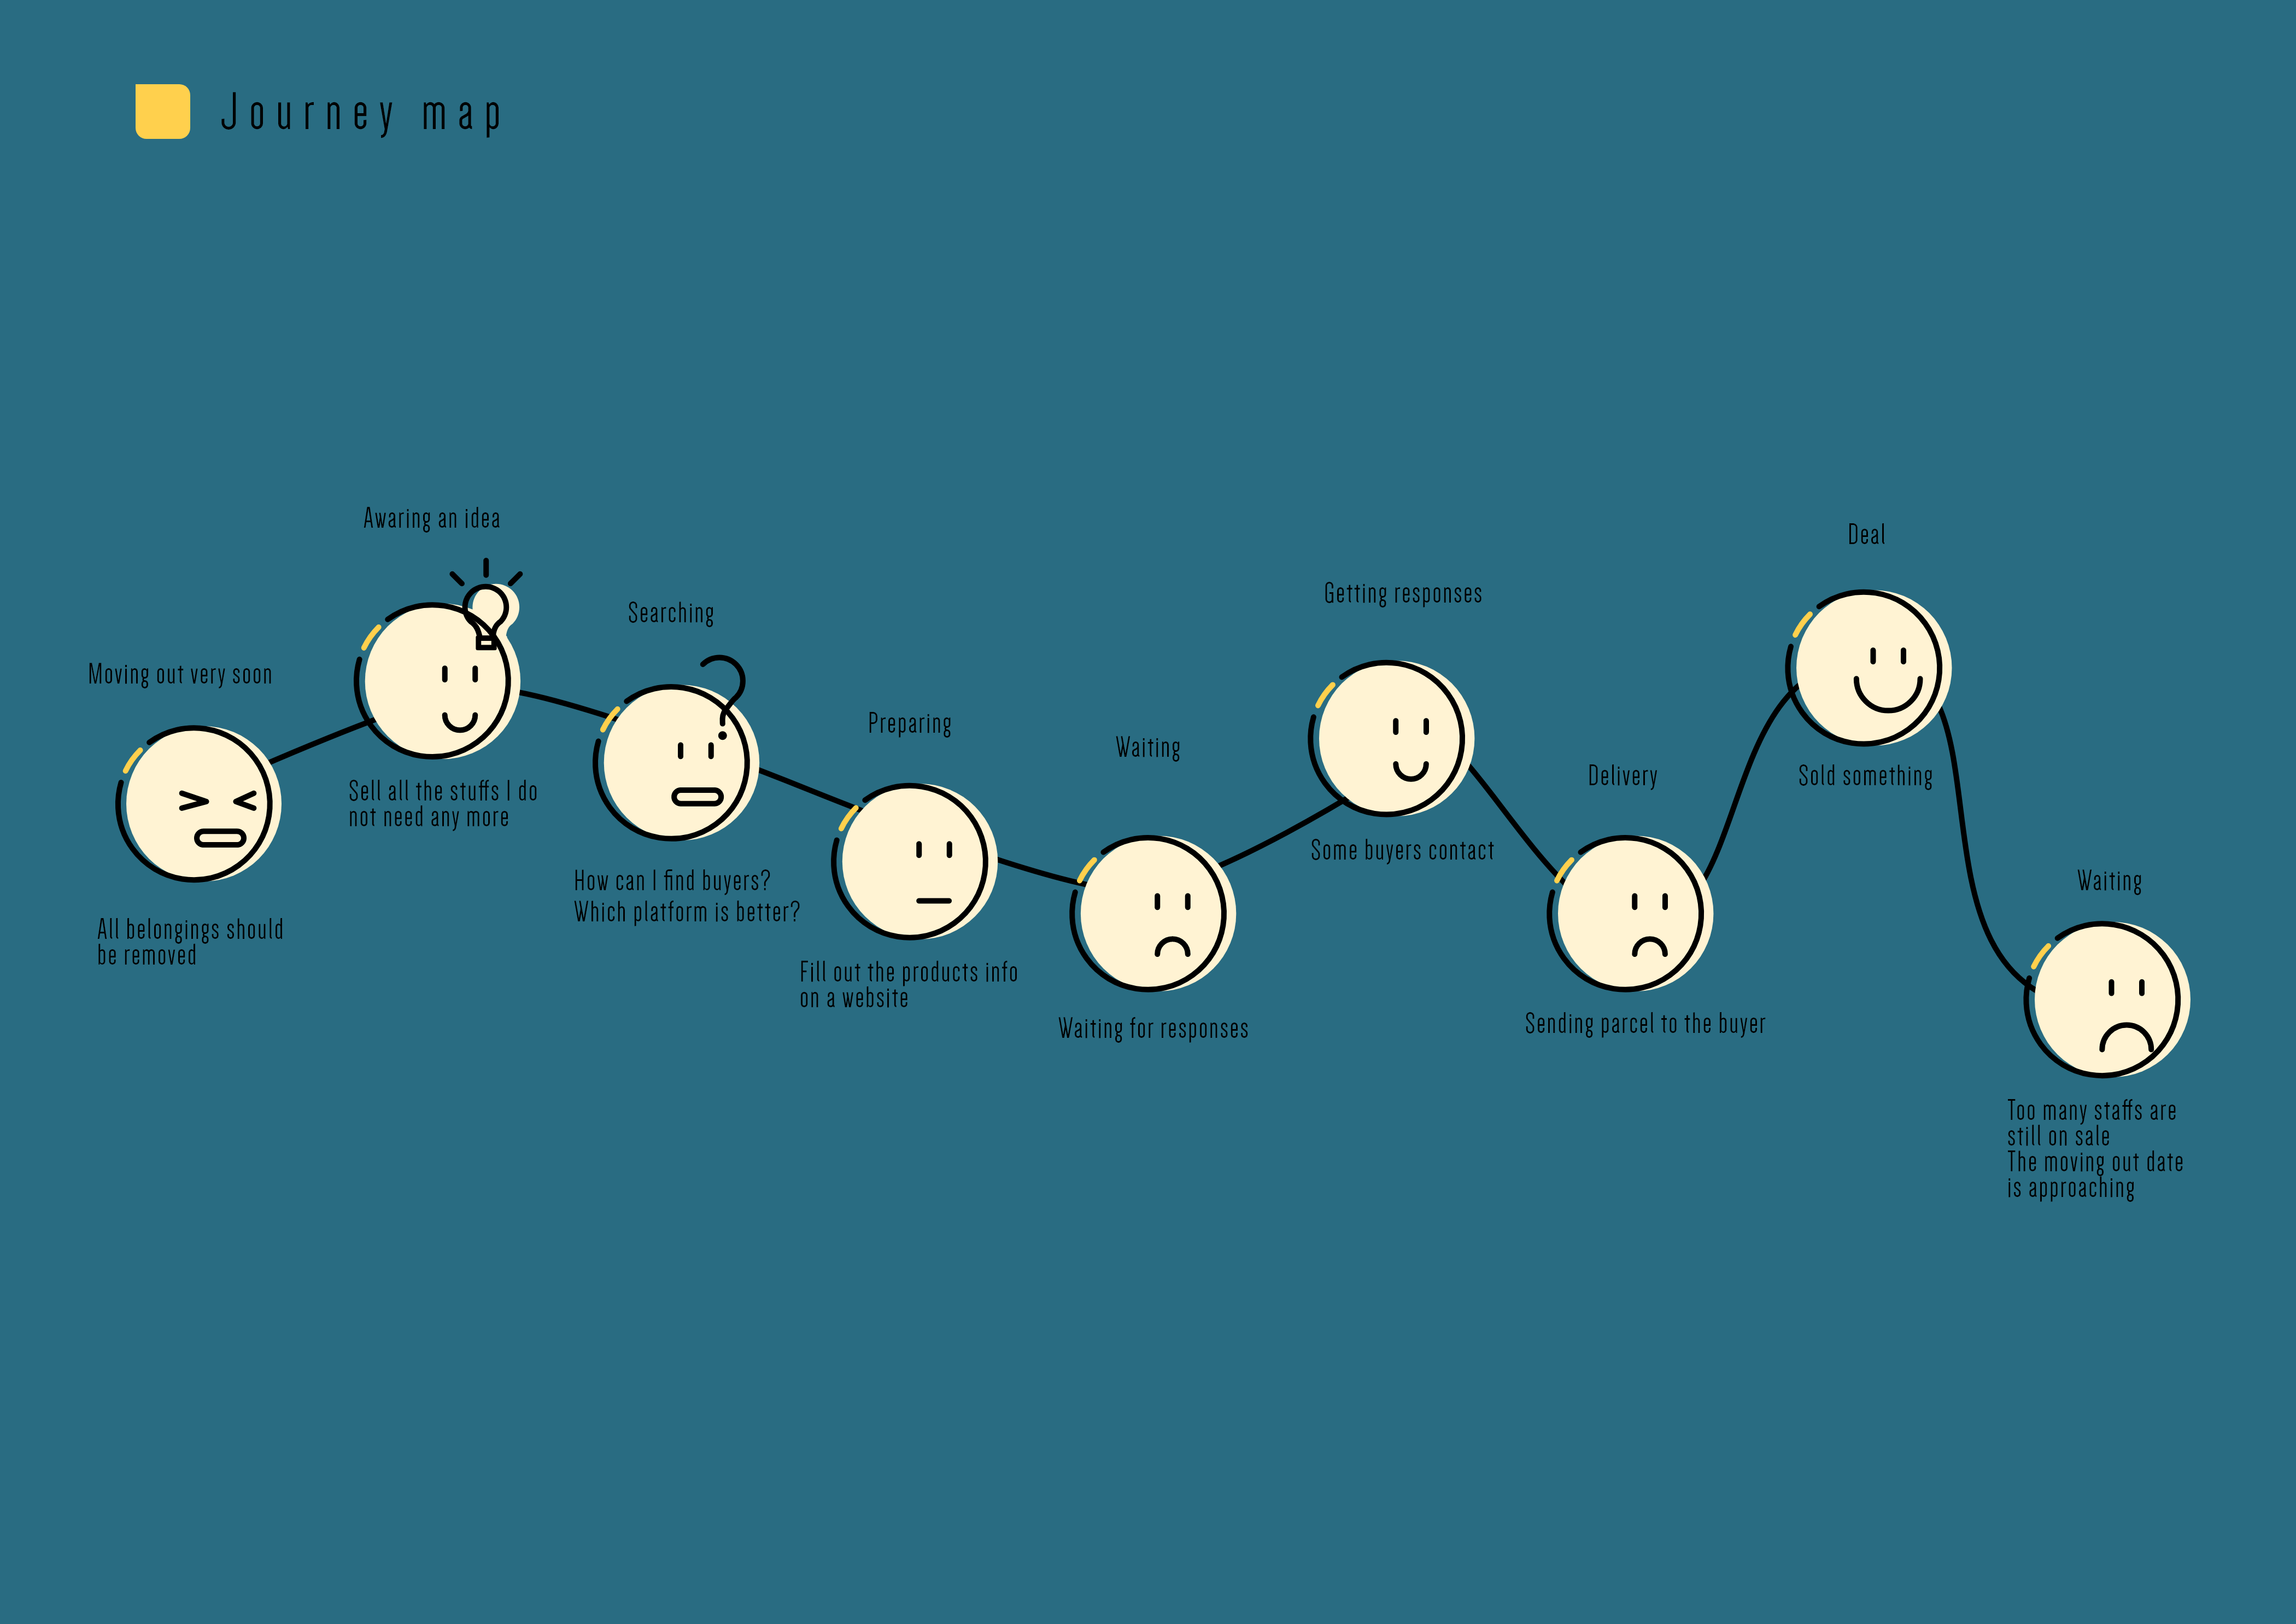 Journey map
Moving out very soon
All belongings should
be removed
Awaring an idea
Sell all the stuffs I do
not need any more
Searching
How can I find buyers?
Which platform is better?
Preparing
Fill out the products info
on a website
Waiting
Waiting for responses
Getting responses
Some buyers contact
Delivery
Sending parcel to the buyer
Deal
Sold something
Waiting
Too many staffs are
still on sale
The moving out date
is approaching